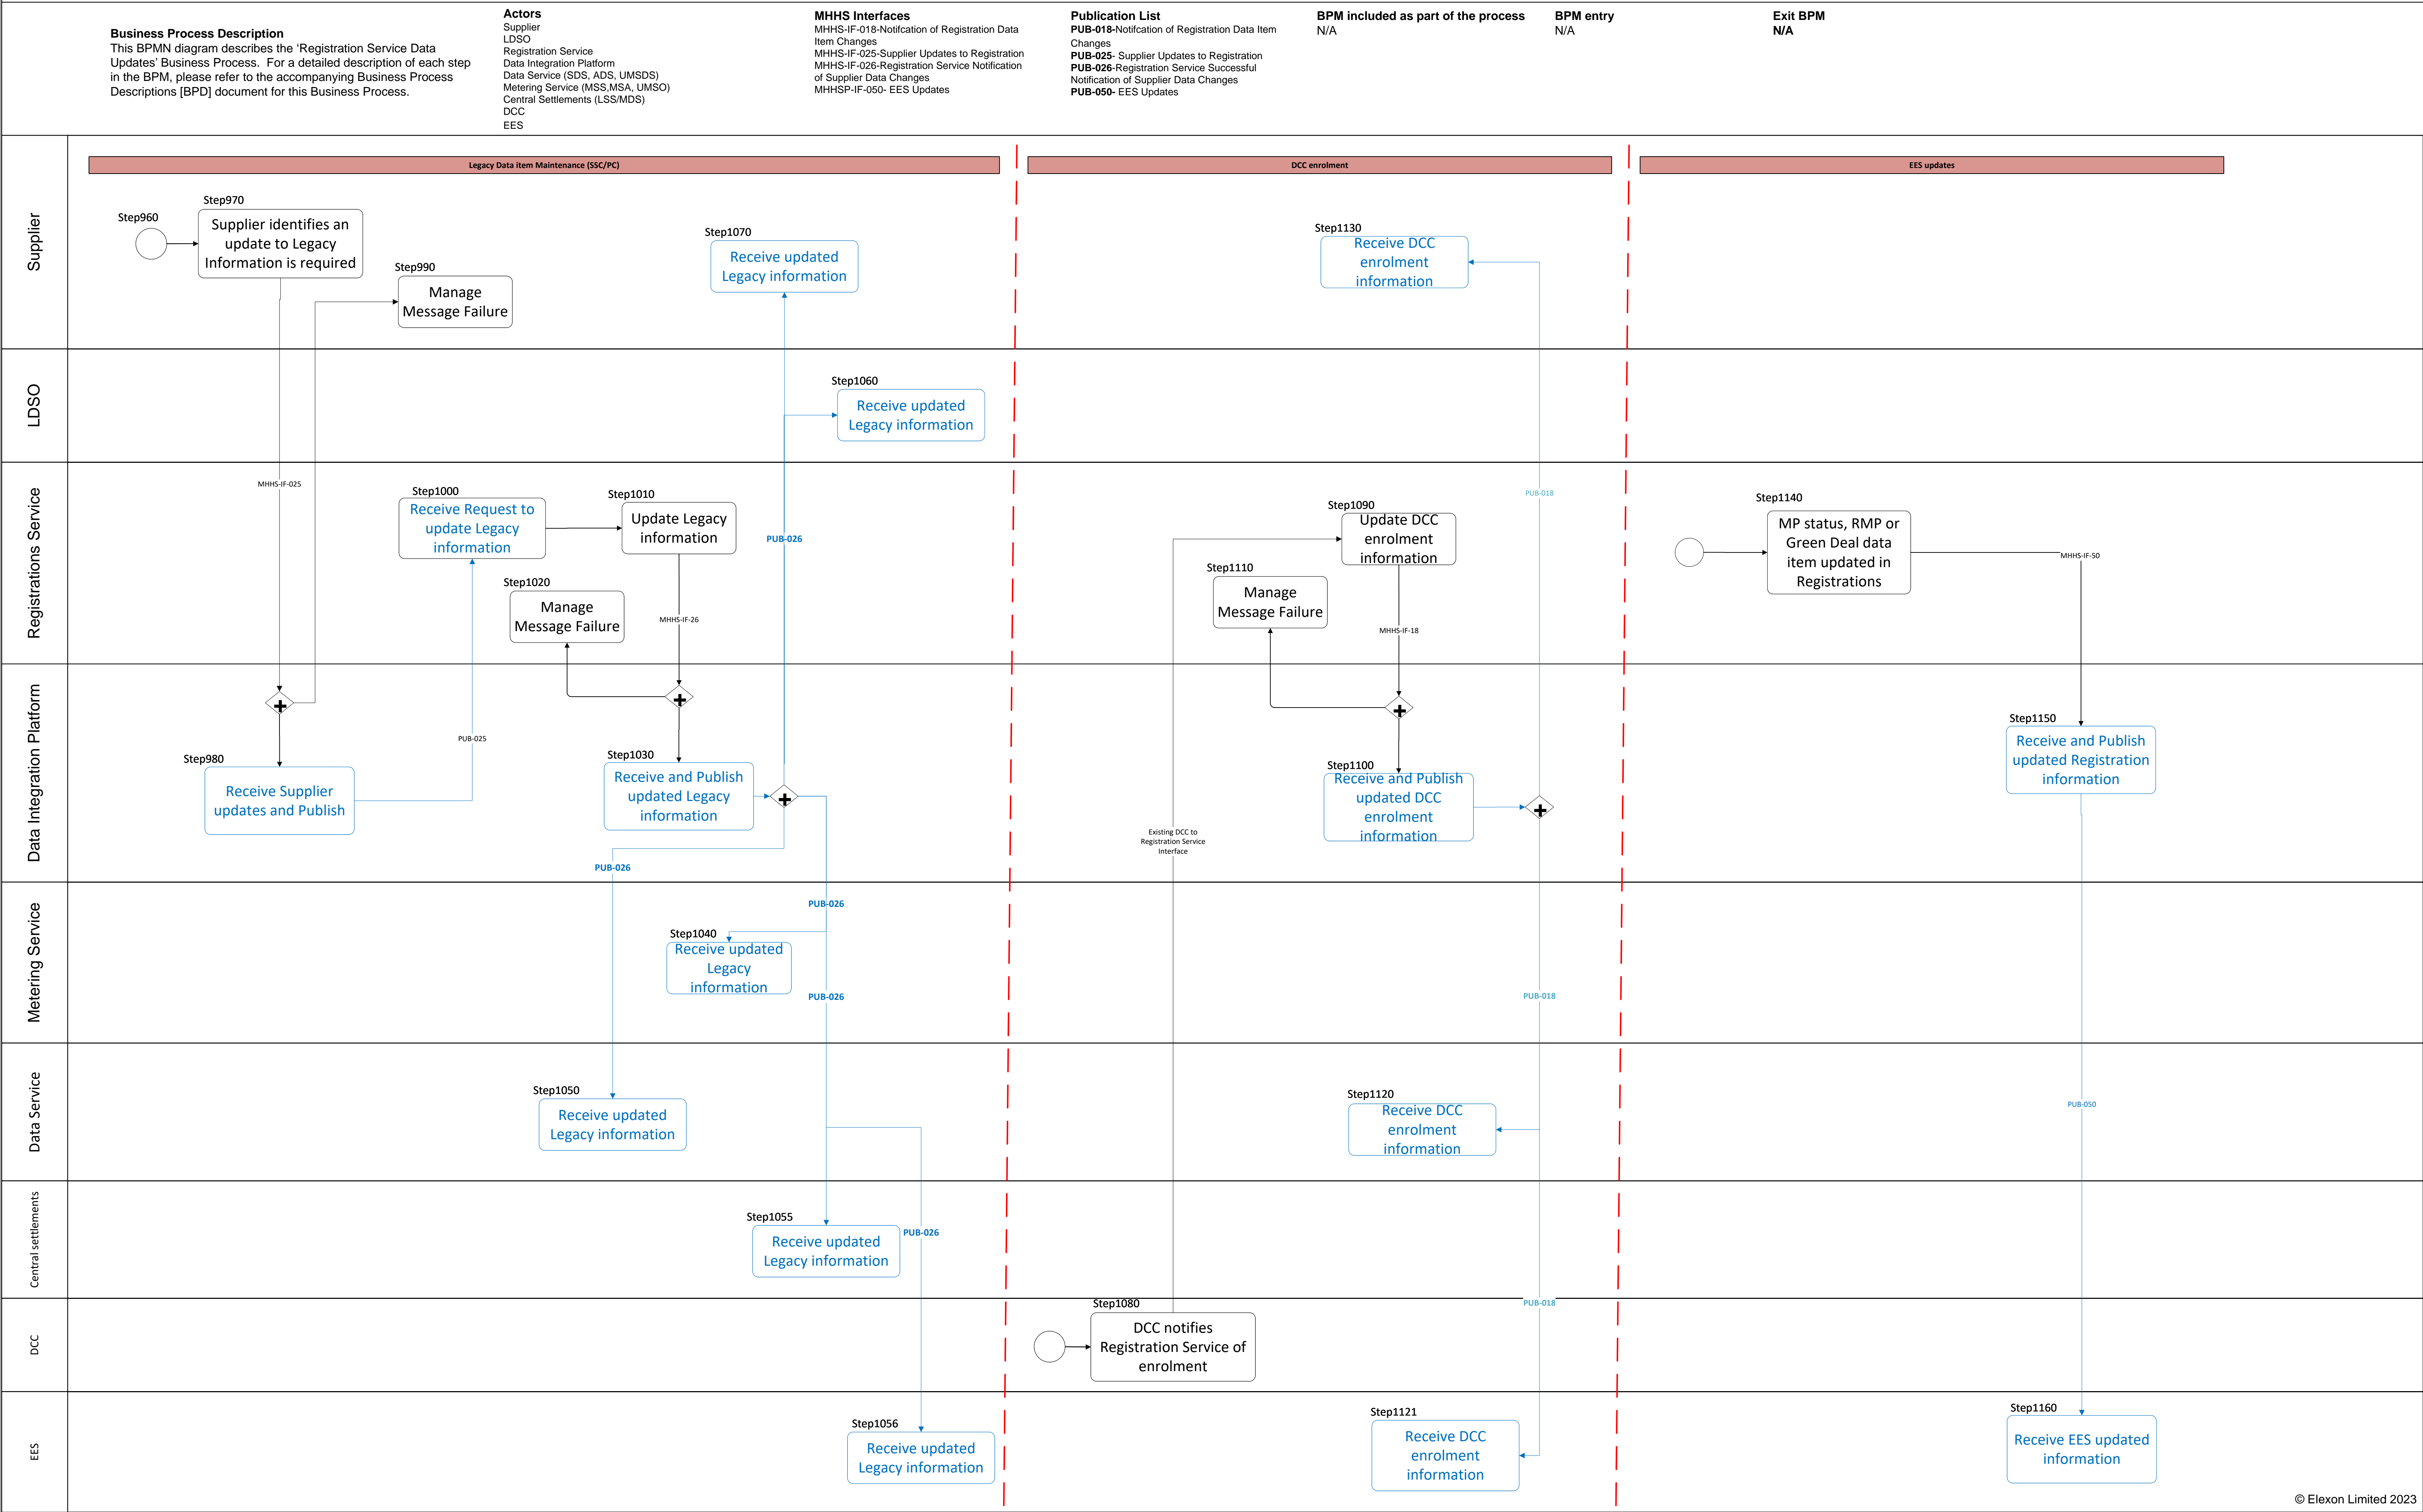 Business Process Description
This BPMN diagram describes the ‘Registration Service Data
Updates’ Business Process.  For a detailed description of each step
in the BPM, please refer to the accompanying Business Process
Descriptions [BPD] document for this Business Process.
Actors
Supplier
LDSO
Registration Service
Data Integration Platform
Data Service (SDS, ADS, UMSDS)
Metering Service (MSS,MSA, UMSO)
Central Settlements (LSS/MDS)
DCC
EES
MHHS Interfaces
MHHS-IF-018-Notifcation of Registration Data
Item Changes
MHHS-IF-025-Supplier Updates to Registration
MHHS-IF-026-Registration Service Notification
of Supplier Data Changes
MHHSP-IF-050- EES Updates
Publication List
PUB-018-Notifcation of Registration Data Item
Changes
PUB-025- Supplier Updates to Registration
PUB-026-Registration Service Successful
Notification of Supplier Data Changes
PUB-050- EES Updates
BPM included as part of the process
N/A
BPM entry
N/A
Exit BPM
N/A
Legacy Data item Maintenance (SSC/PC)
DCC enrolment
EES updates
Supplier
Step960
Step970
Supplier identifies an
update to Legacy
Information is required
Step990
Manage
Message Failure
Step1070
Receive updated
Legacy information
Step1130
Receive DCC
enrolment
information
LDSO
Step1060
Receive updated
Legacy information
Registrations Service
MHHS-IF-025
Step1000
Receive Request to
update Legacy
information
Step1010
Update Legacy
information
PUB-026
Step1020
Manage
Message Failure
MHHS-IF-26
Step1090
Update DCC
enrolment
information
Step1110
Manage
Message Failure
MHHS-IF-18
PUB-018
Step1140
MP status, RMP or
Green Deal data
item updated in
Registrations
MHHS-IF-50
Data Integration Platform
Step980
Receive Supplier
updates and Publish
PUB-025
Step1030
Receive and Publish
updated Legacy
information
PUB-026
Existing DCC to
Registration Service
Interface
Step1100
Receive and Publish
updated DCC
enrolment
information
Step1150
Receive and Publish
updated Registration
information
Metering Service
PUB-026
Step1040
Receive updated
Legacy
information
PUB-026
PUB-018
Data Service
Step1050
Receive updated
Legacy information
Step1120
Receive DCC
enrolment
information
PUB-050
Central settlements
Step1055
Receive updated
Legacy information
PUB-026
PUB-018
DCC
Step1080
DCC notifies
Registration Service of
enrolment
EES
Step1056
Receive updated
Legacy information
Step1121
Receive DCC
enrolment
information
Step1160
Receive EES updated
information
© Elexon Limited 2023